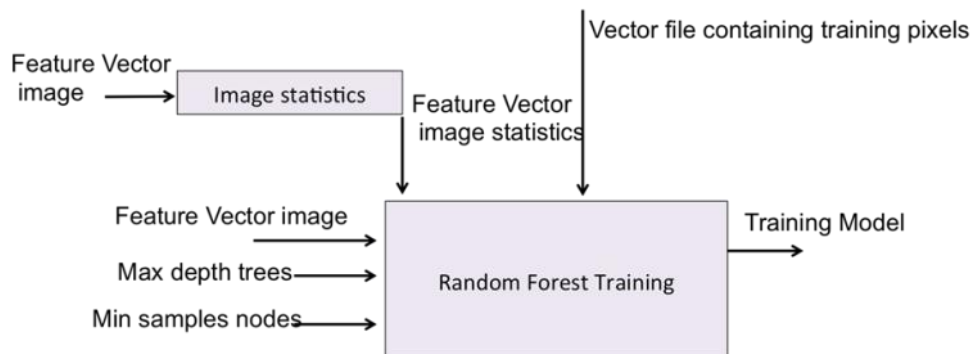 Vector file containing training pixels
Feature Vector
image
Image statistics
Feature Vector
image statistics
Feature Vector image
Training Model
Max depth trees
Random Forest Training
Min samples nodes